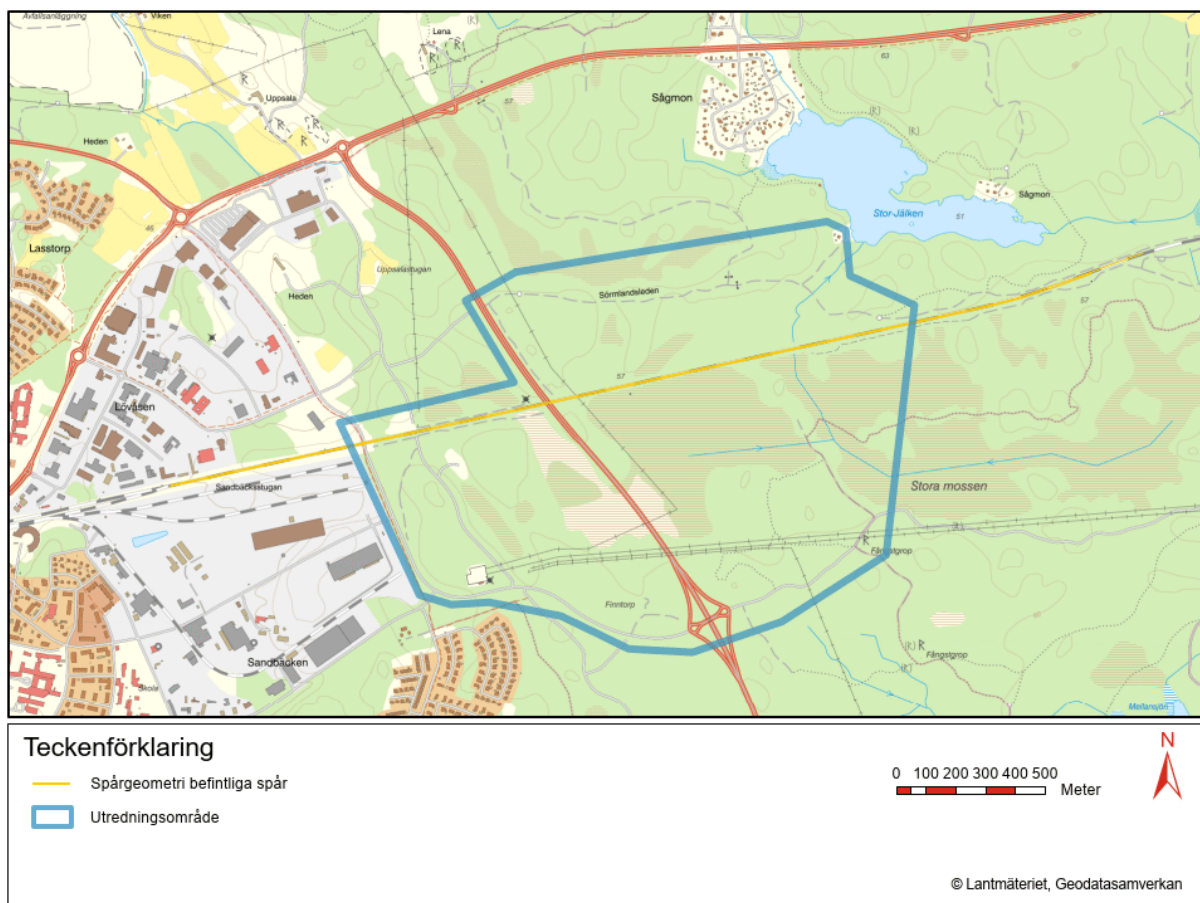 Avfallsanläggning
Viken
Lena
(R)
R
R
63
57
R
Uppsala
R
R
R
Sågmon
(R)
(R)
Heden
Sågmon
Stor-Jälken
51
46
Lasstorp
Uppsalastugan
Heden
Sörmlandsleden
57
57
Lövåsen
Sandbäcksstugan
Stora mossen
(R)
R
Fångstgrop
Finntorp
?
(R) R
Fångstgrop
(R)
Sandbäcken
Skola
Mellansjön
Teckenförklaring
N
Spårgeometri befintliga spår
Utredningsområde
0 100 200 300 400 500
Meter
© Lantmäteriet, Geodatasamverkan